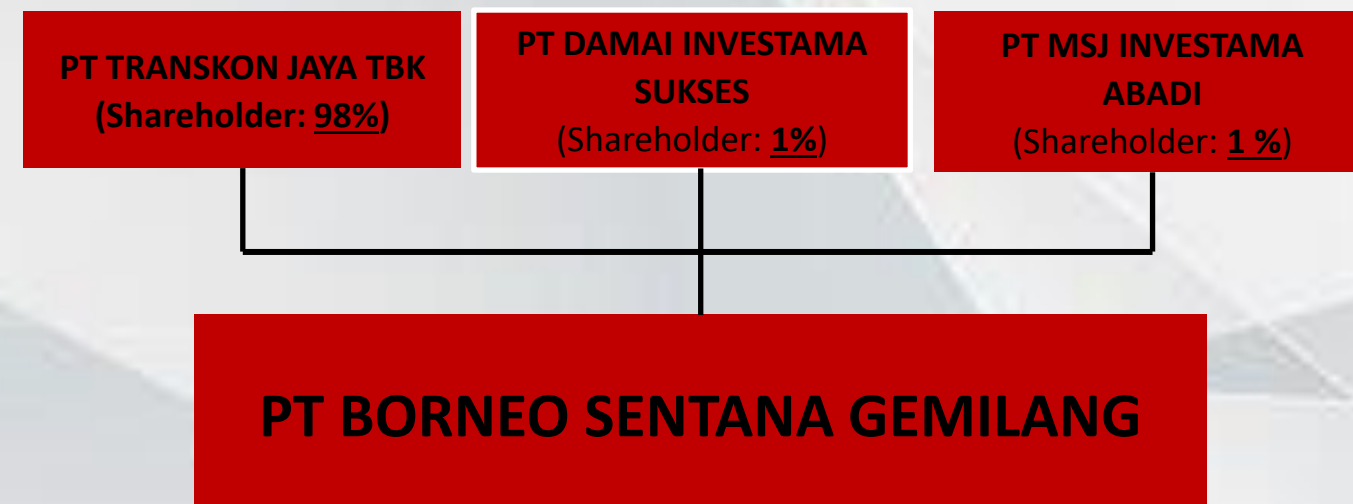 PT TRANSKON JAYA TBK
(Shareholder: 98%)
PT DAMAI INVESTAMA
SUKSES
(Shareholder: 1%)
PT MSJ INVESTAMA
ABADI
(Shareholder: 1 %)
PT BORNEO SENTANA GEMILANG